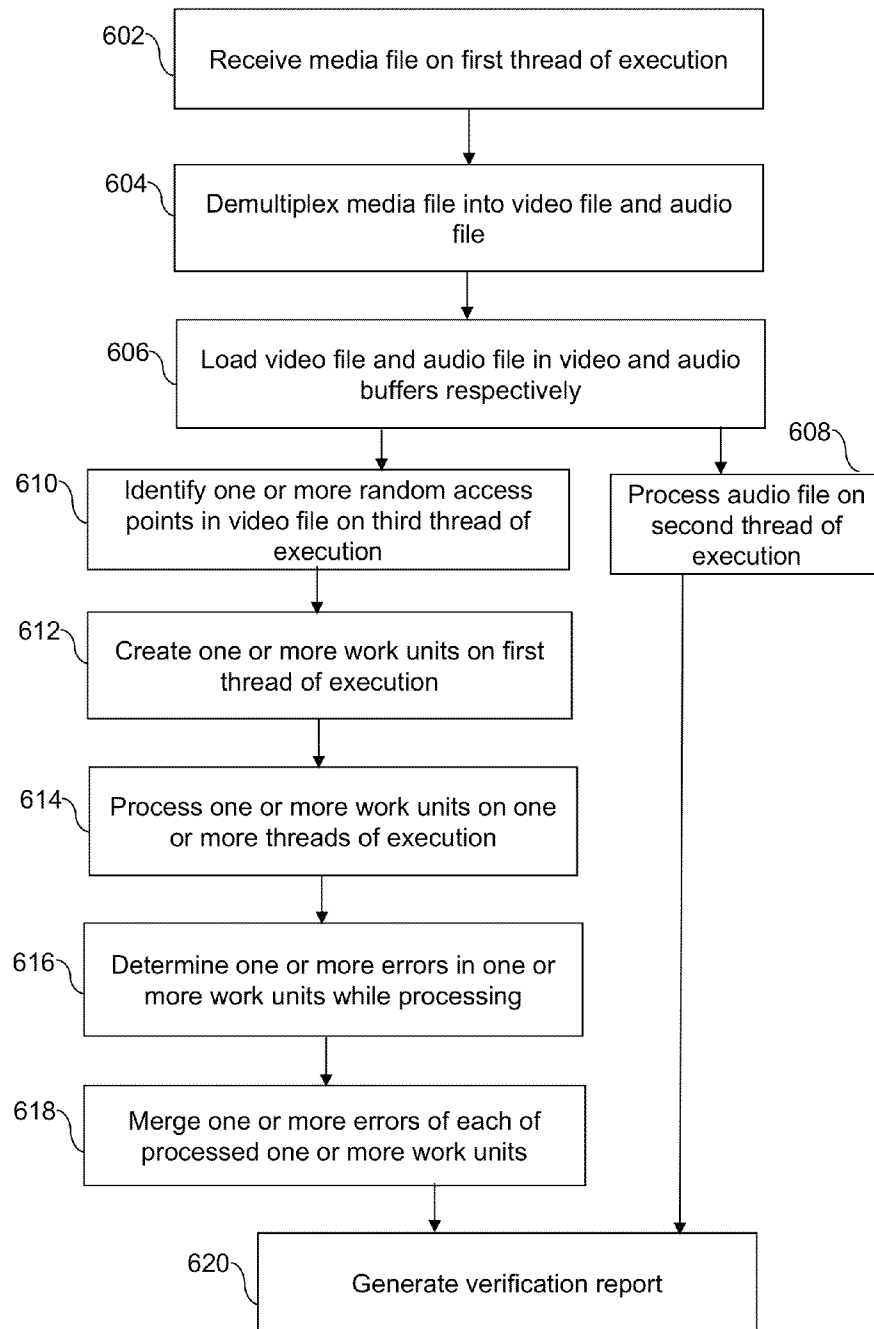 602
Receive media file on first thread of execution
604
Demultiplex media file into video file and audio
file
606
Load video file and audio file in video and audio
buffers respectively
608
Process audio file on
second thread of
execution
610
Identify one or more random access
points in video file on third thread of
execution
612
Create one or more work units on first
thread of execution
614
Process one or more work units on one
or more threads of execution
616
Determine one or more errors in one or
more work units while processing
618
Merge one or more errors of each of
processed one or more work units
620
Generate verification report